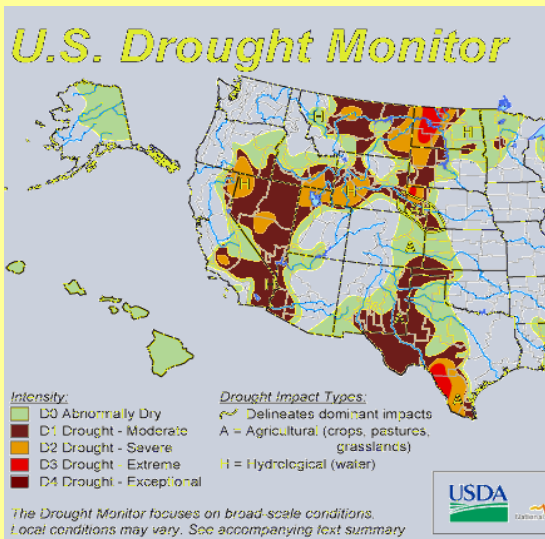 U.S. Drought Monitor
H
H
H
H
A
A
Intensity:
D0 Abnormally Dry
D1 Drought - Moderate
D2 Drought - Severe
D3 Drought - Extreme
D4 Drought - Exceptional
Drought Impact Types:
Delineates dominant impacts
A = Agricultural (crops, pastures,
grasslands)
H = Hydrological (water)
The Drought Monitor focuses on broad-scale conditions.
Local conditions may vary. See accompanying text summary
USDA
National